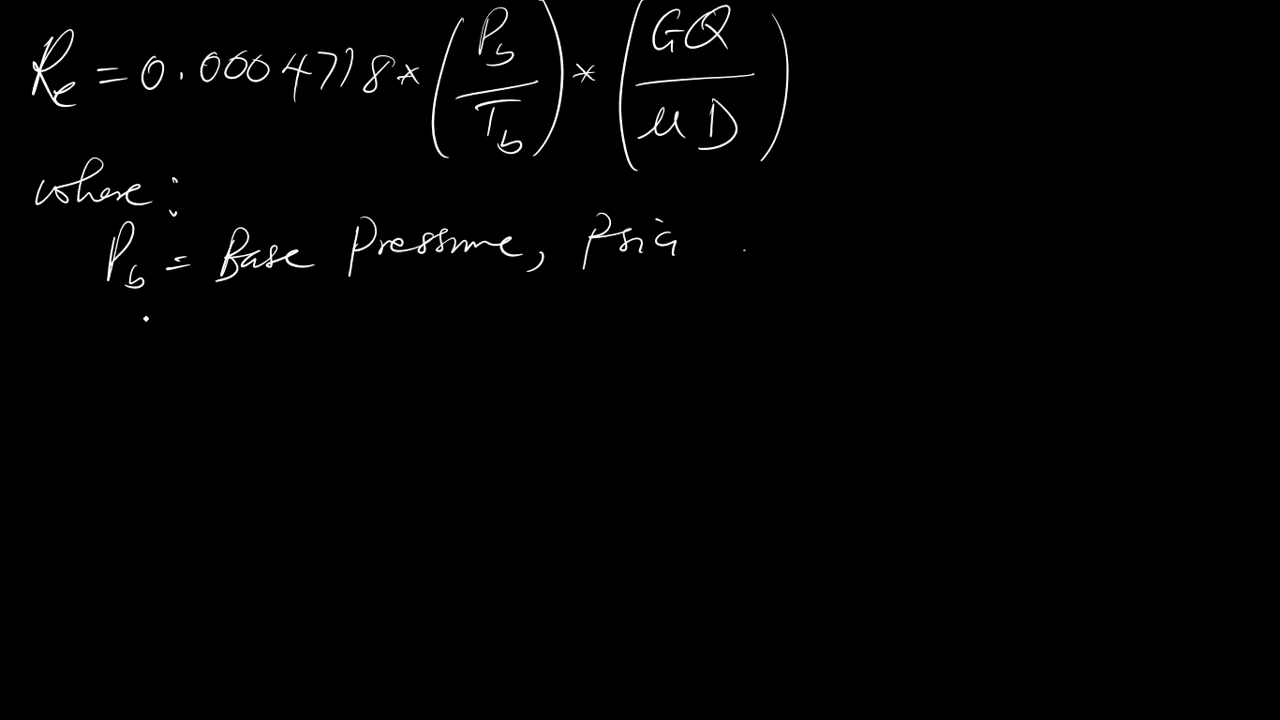 Re = 0.0004778 * (Pb / Tb) * (GQ / μD)
where:
Pb = Base Pressure, Psia